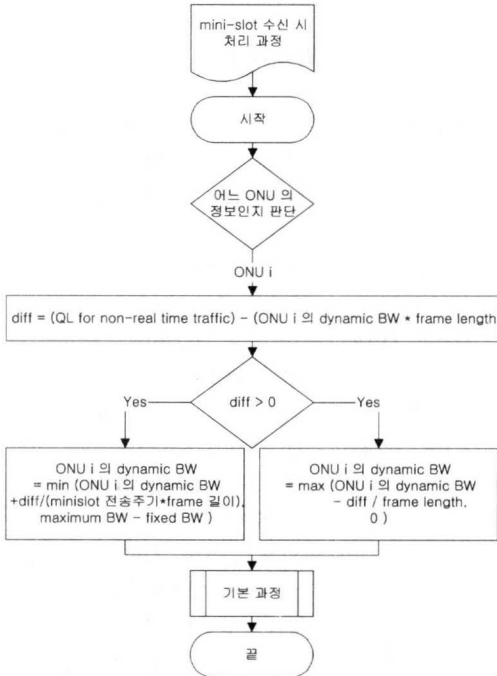 mini-slot 수신 시
처리 과정
시작
어느 ONU 의
정보인지 판단
ONU i
diff = (QL for non-real time traffic) - (ONU i 의 dynamic BW * frame length
Yes
diff > 0
Yes
ONU i 의 dynamic BW
= min (ONU i 의 dynamic BW
+diff/(minislot 전송주기*frame 길이),
maximum BW - fixed BW )
ONU i 의 dynamic BW
= max (ONU i 의 dynamic BW
- diff / frame length,
0 )
기본 과정
끝